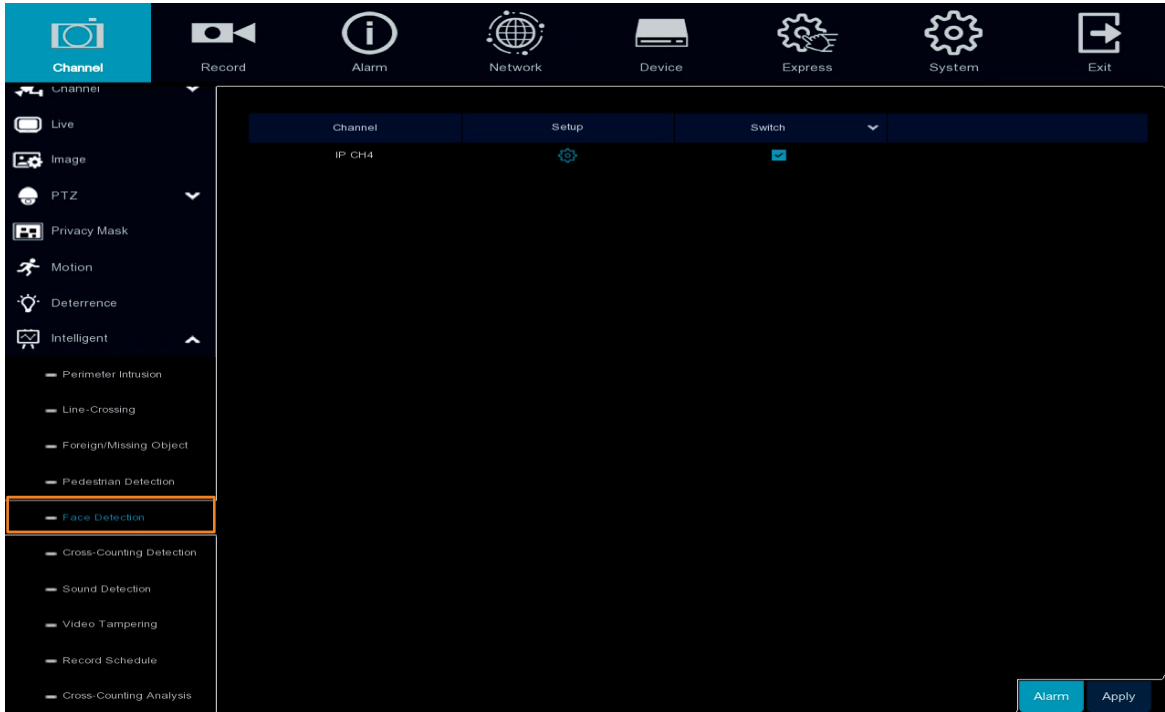 Channel Record Alarm Network Device Express System Exit
Channel
Live
Image
PTZ
Privacy Mask
Motion
Deterrence
Intelligent
Perimeter Intrusion
Line-Crossing
Foreign/Missing Object
Pedestrian Detection
Face Detection
Cross-Counting Detection
Sound Detection
Video Tampering
Record Schedule
Cross-Counting Analysis
Channel Setup Switch
IP CH4
Alarm Apply